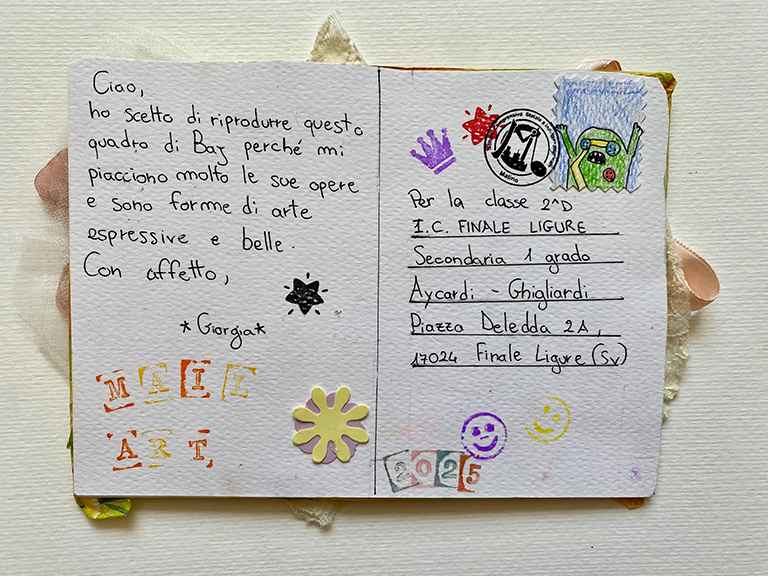 Ciao,
ho scelto di riprodurre questo
quadro di Baj perché mi
piacciono molto le sue opere
e sono forme di arte
espressive e belle.
Con affetto,
*Giorgia*
MAIL
ART
Per la classe 2^D
I.C. FINALE LIGURE
Secondaria 1 grado
Aycardi - Ghigliardi
Piazza Deledda 2A,
17024 Finale Ligure (SV)
2025